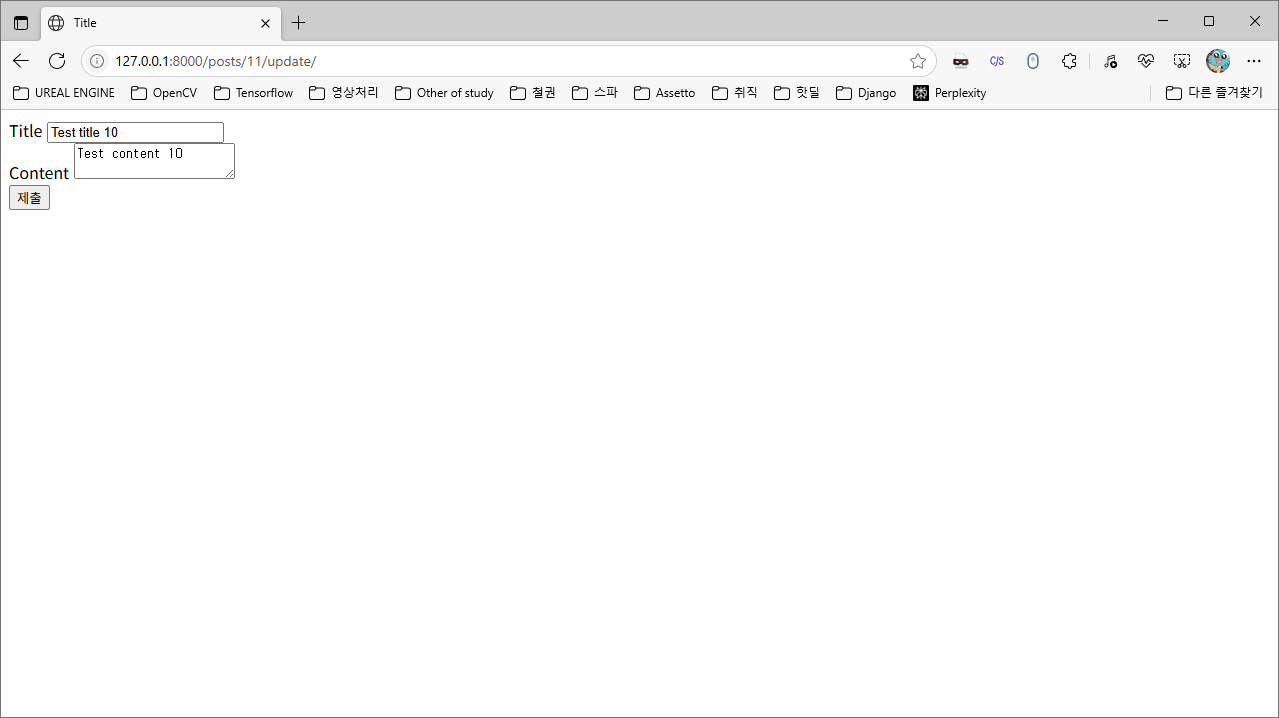 Title
127.0.0.1:8000/posts/11/update/
C/S
UREAL ENGINE OpenCV Tensorflow 영상처리 Other of study 철권 스파 Assetto 취직 핫딜 Django Perplexity 다른 즐겨찾기
Title Test title 10
Content Test content 10
제출